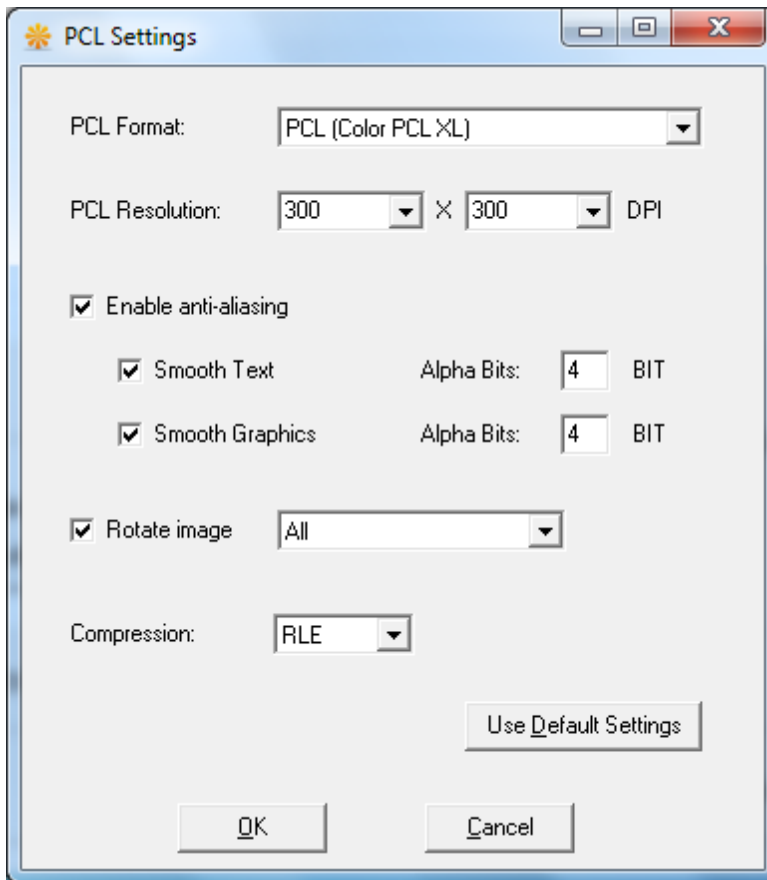 PCL Settings
PCL Format: PCL (Color PCL XL)
PCL Resolution: 300 X 300 DPI
Enable anti-aliasing
Smooth Text Alpha Bits: 4 BIT
Smooth Graphics Alpha Bits: 4 BIT
Rotate image All
Compression: RLE
Use Default Settings
OK Cancel